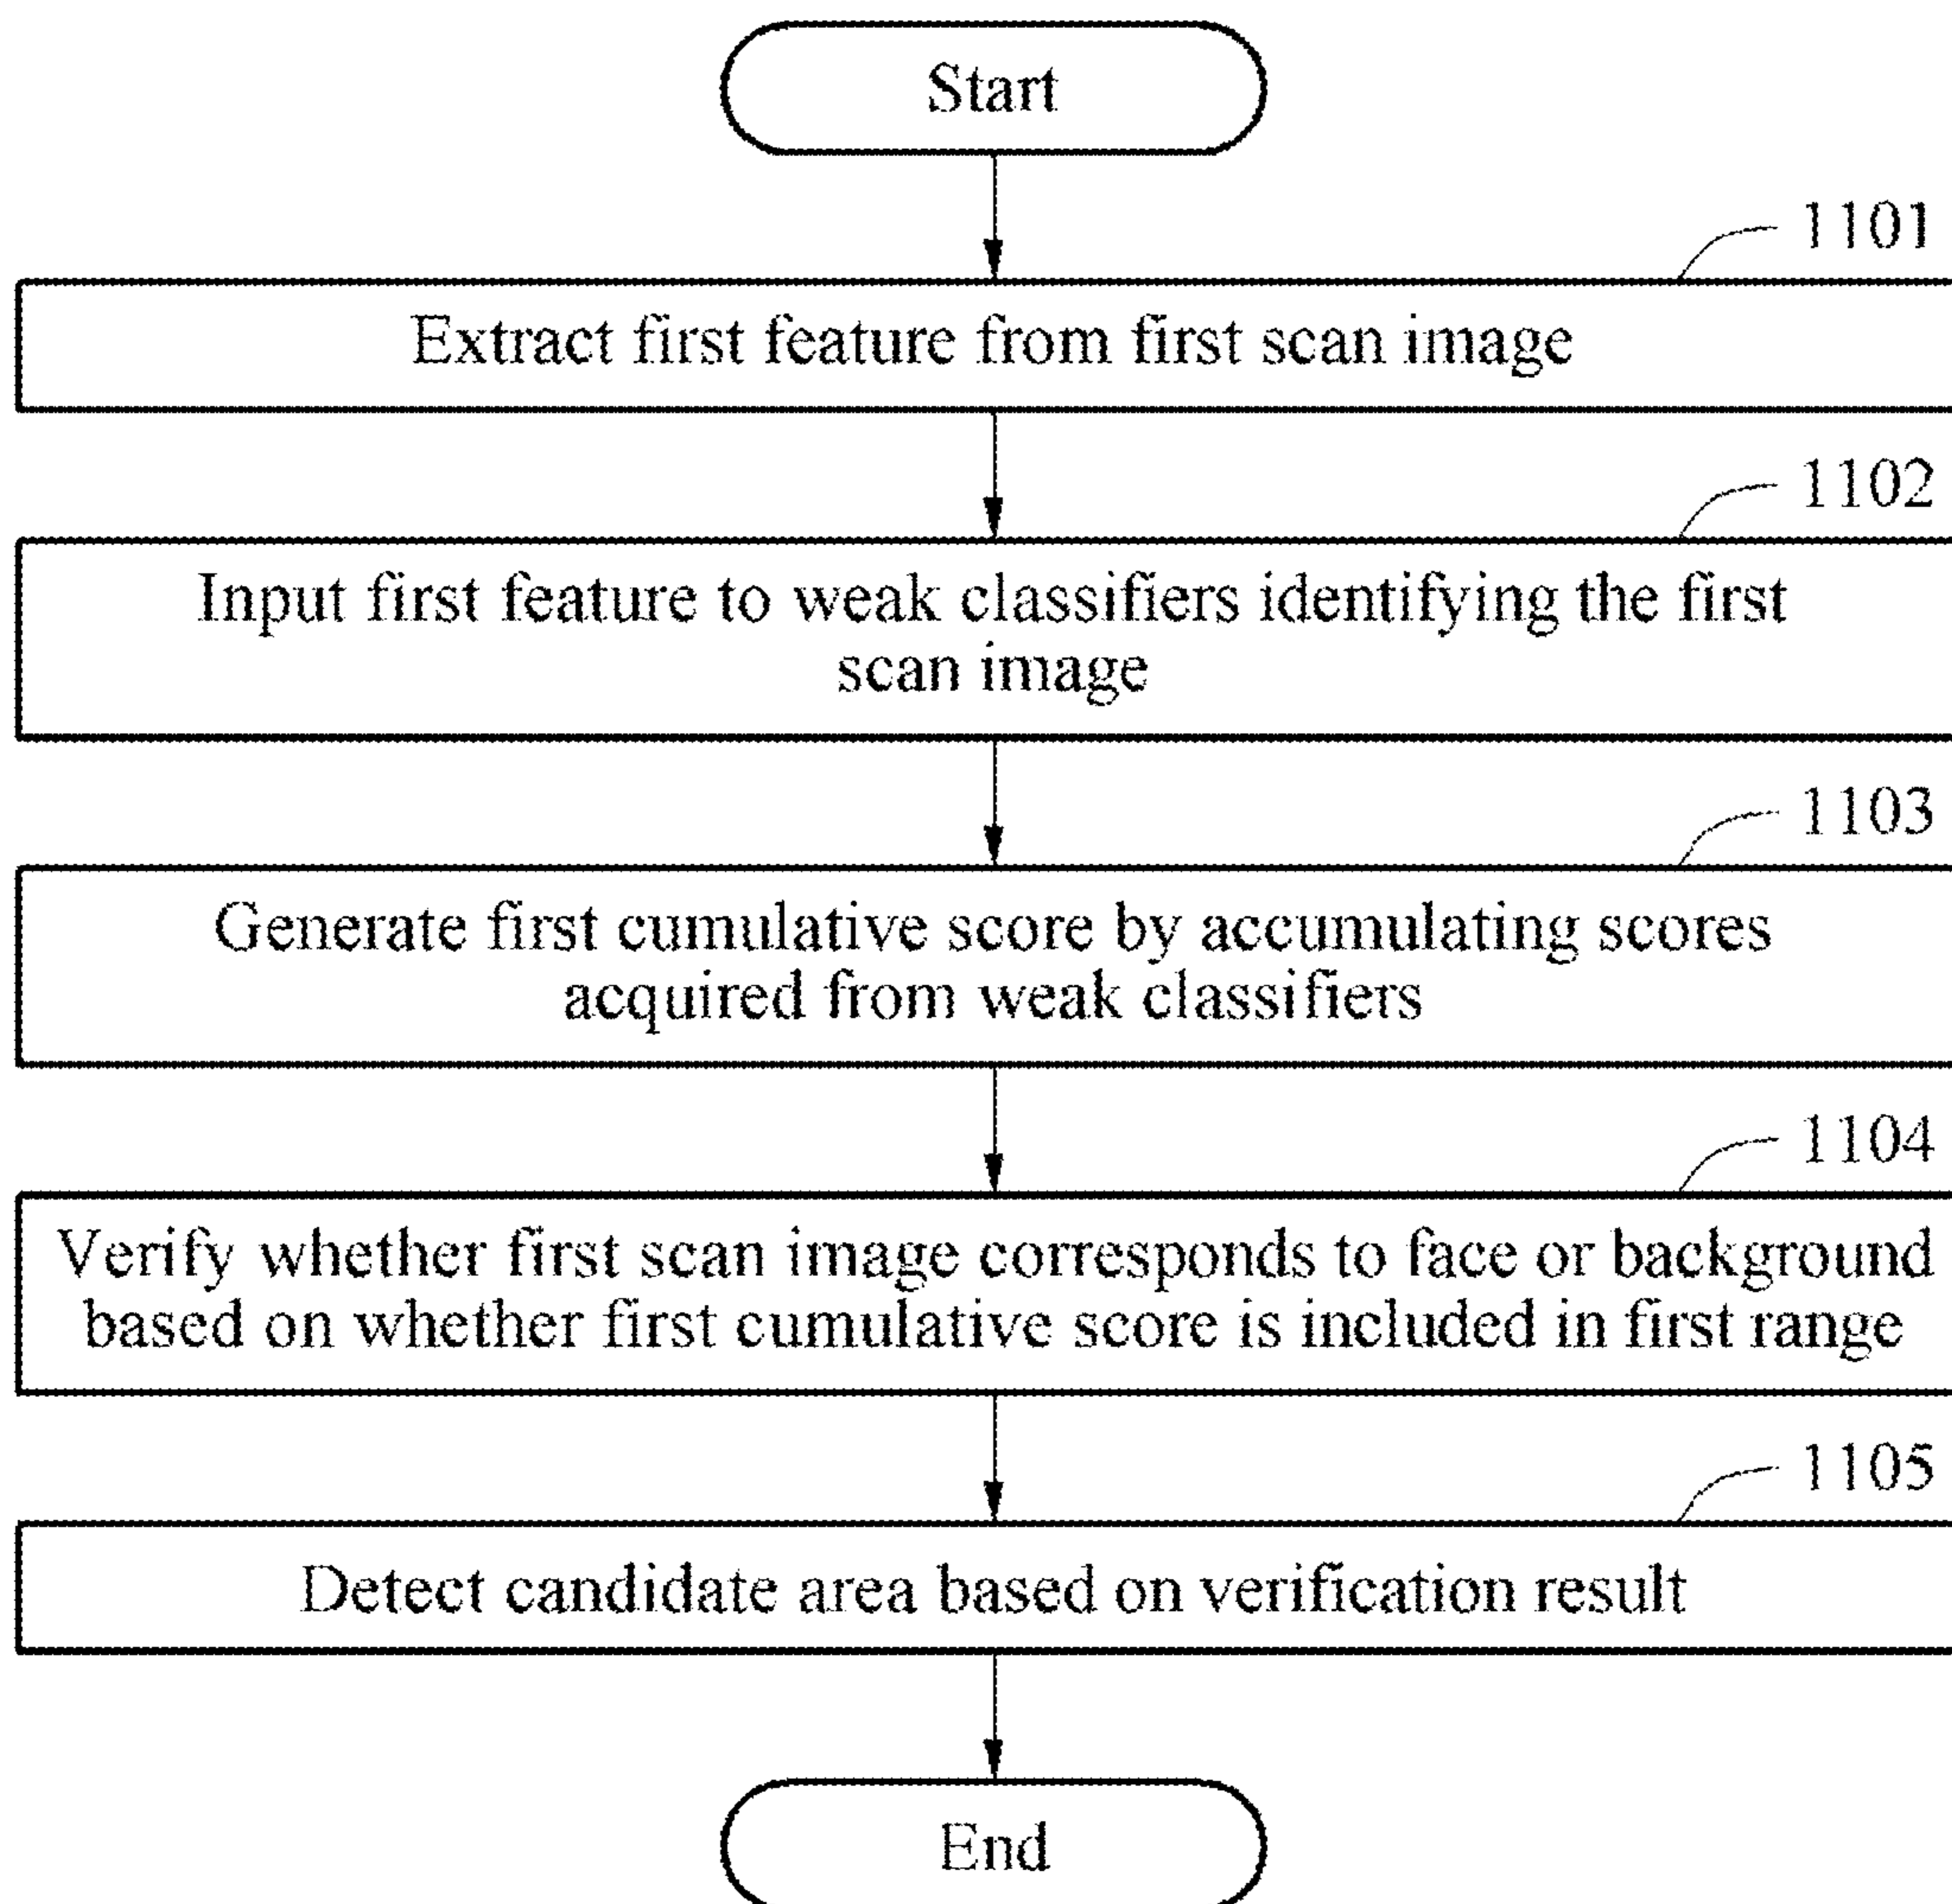 Start
1101
Extract first feature from first scan image
1102
Input first feature to weak classifiers identifying the first
scan image
1103
Generate first cumulative score by accumulating scores
acquired from weak classifiers
1104
Verify whether first scan image corresponds to face or background
based on whether first cumulative score is included in first range
1105
Detect candidate area based on verification result
End